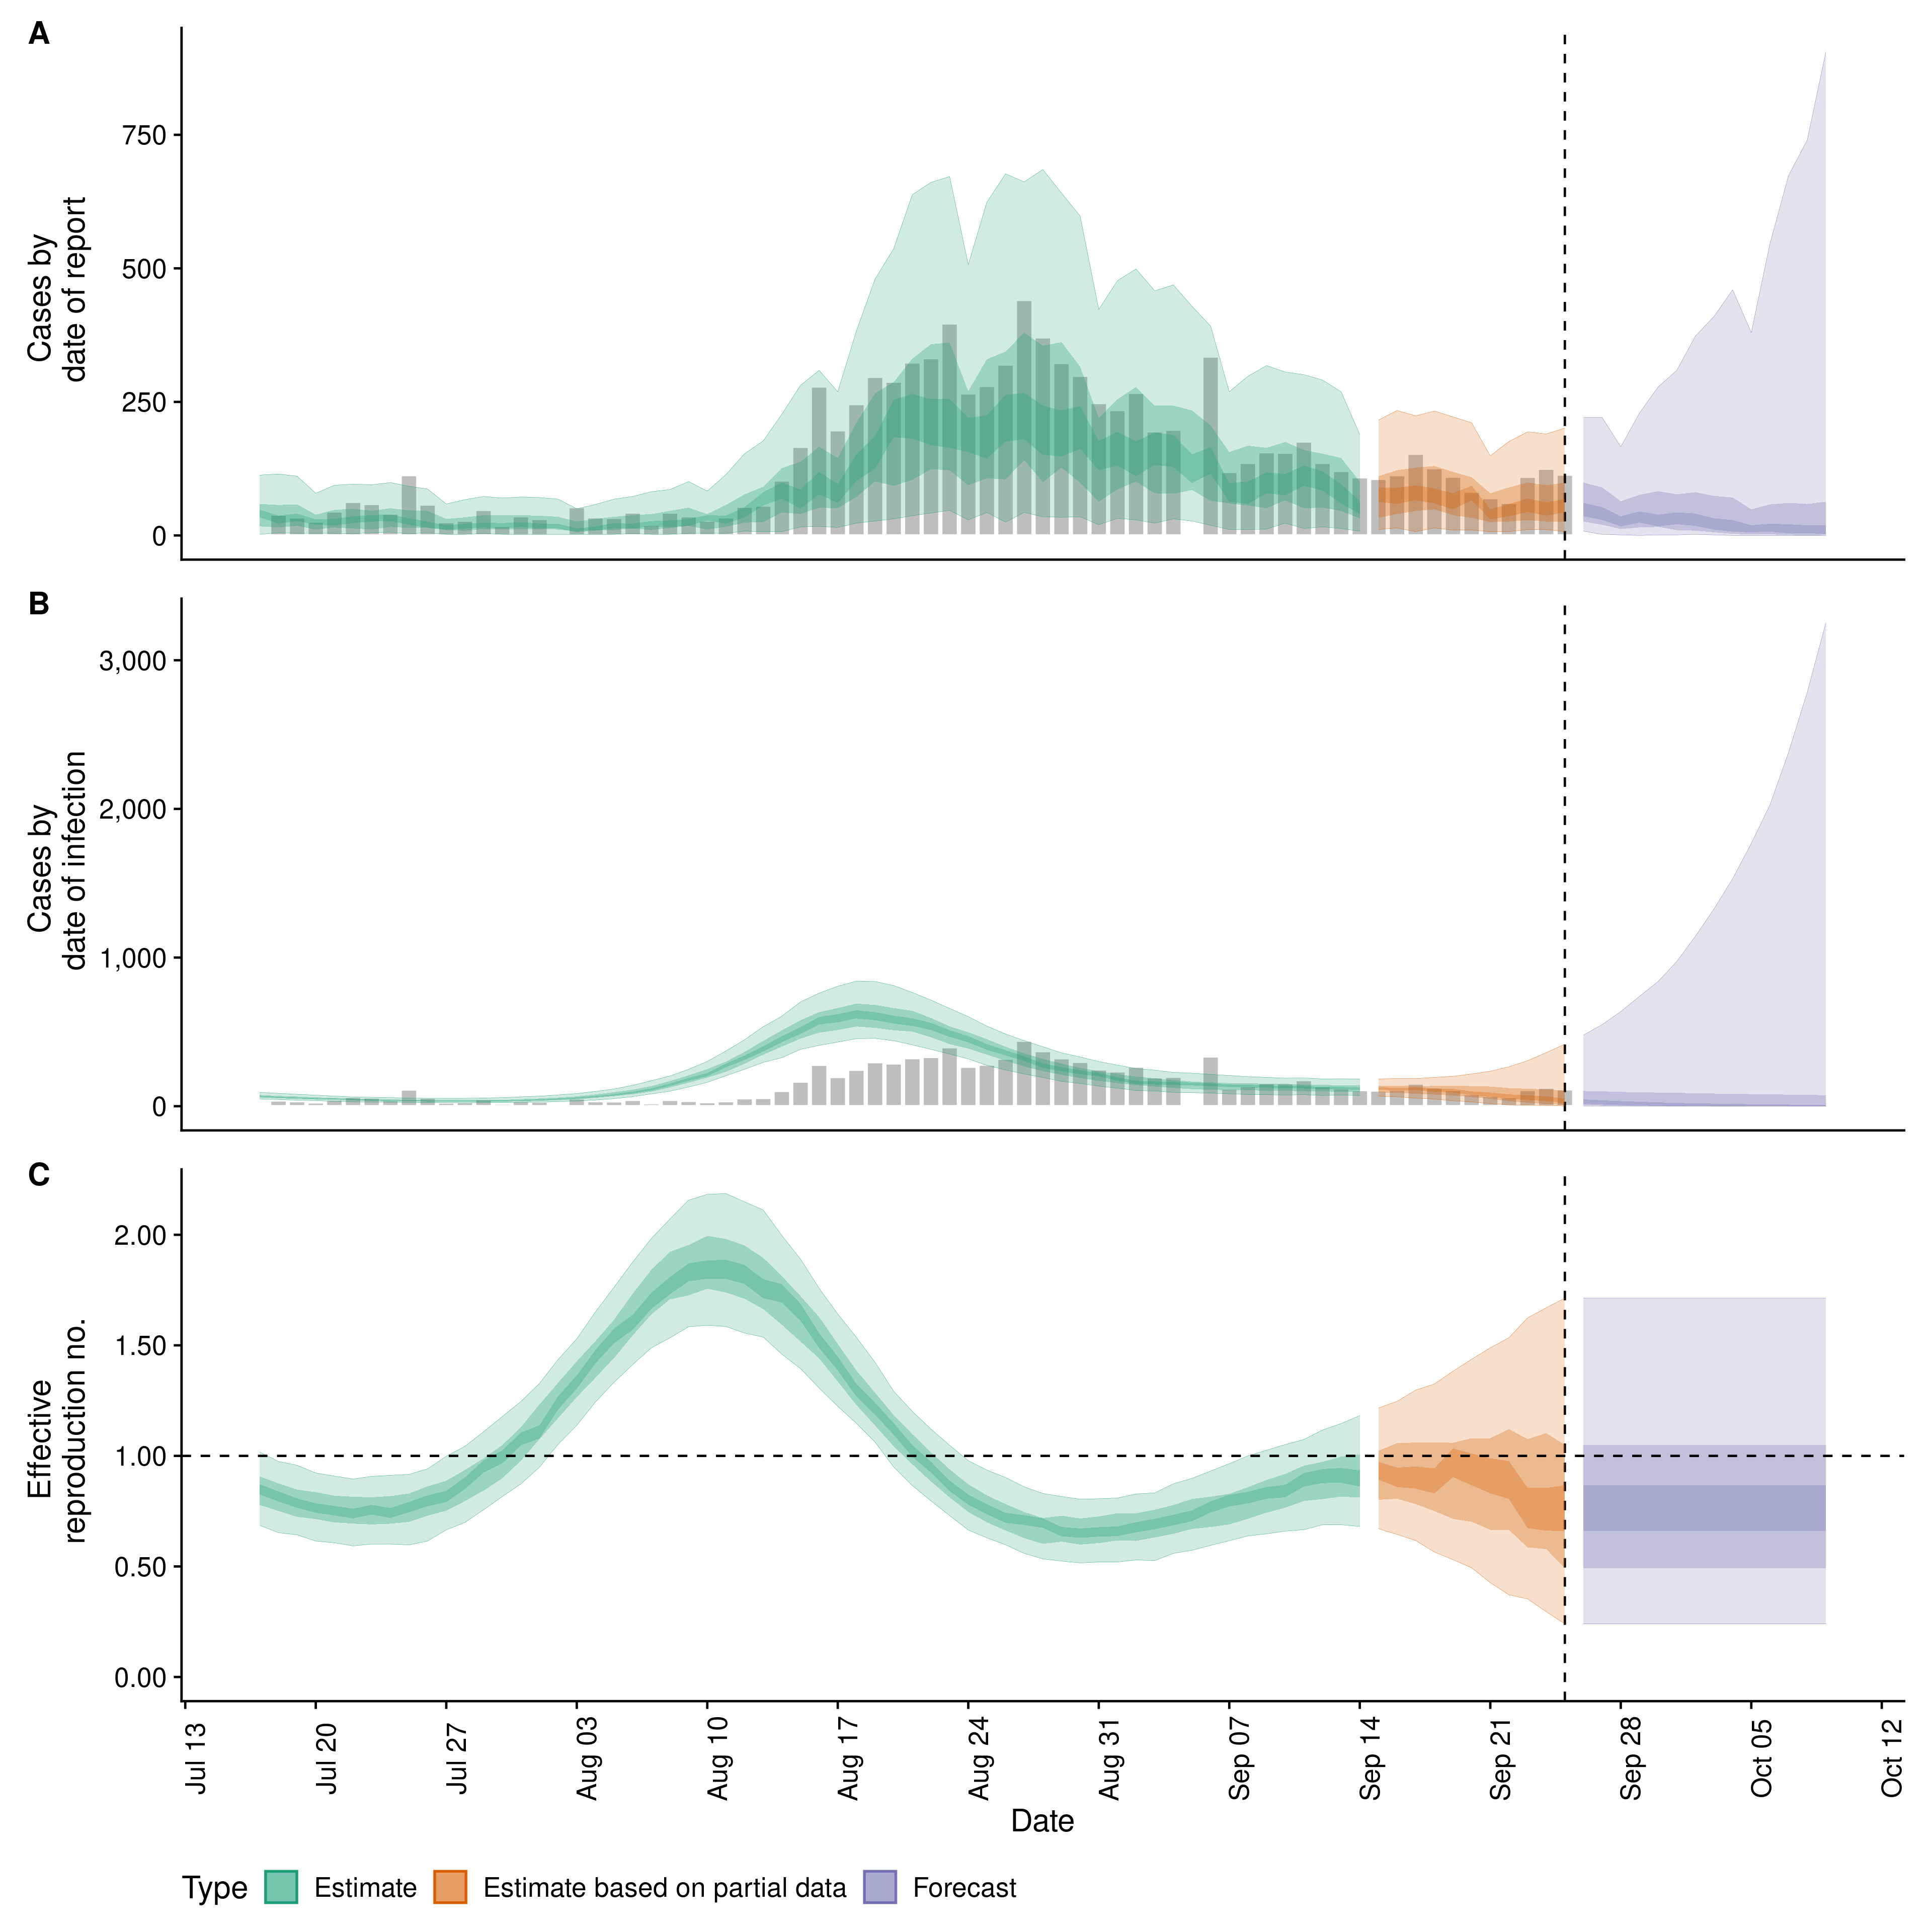 A
Cases by
date of report
750
500
250
0
B
Cases by
date of infection
3,000
2,000
1,000
0
C
Effective
reproduction no.
2.00
1.50
1.00
0.50
0.00
Jul 13
Jul 20
Jul 27
Aug 03
Aug 10
Aug 17
Aug 24
Aug 31
Sep 07
Sep 14
Sep 21
Sep 28
Oct 05
Oct 12
Date
Type Estimate Estimate based on partial data Forecast